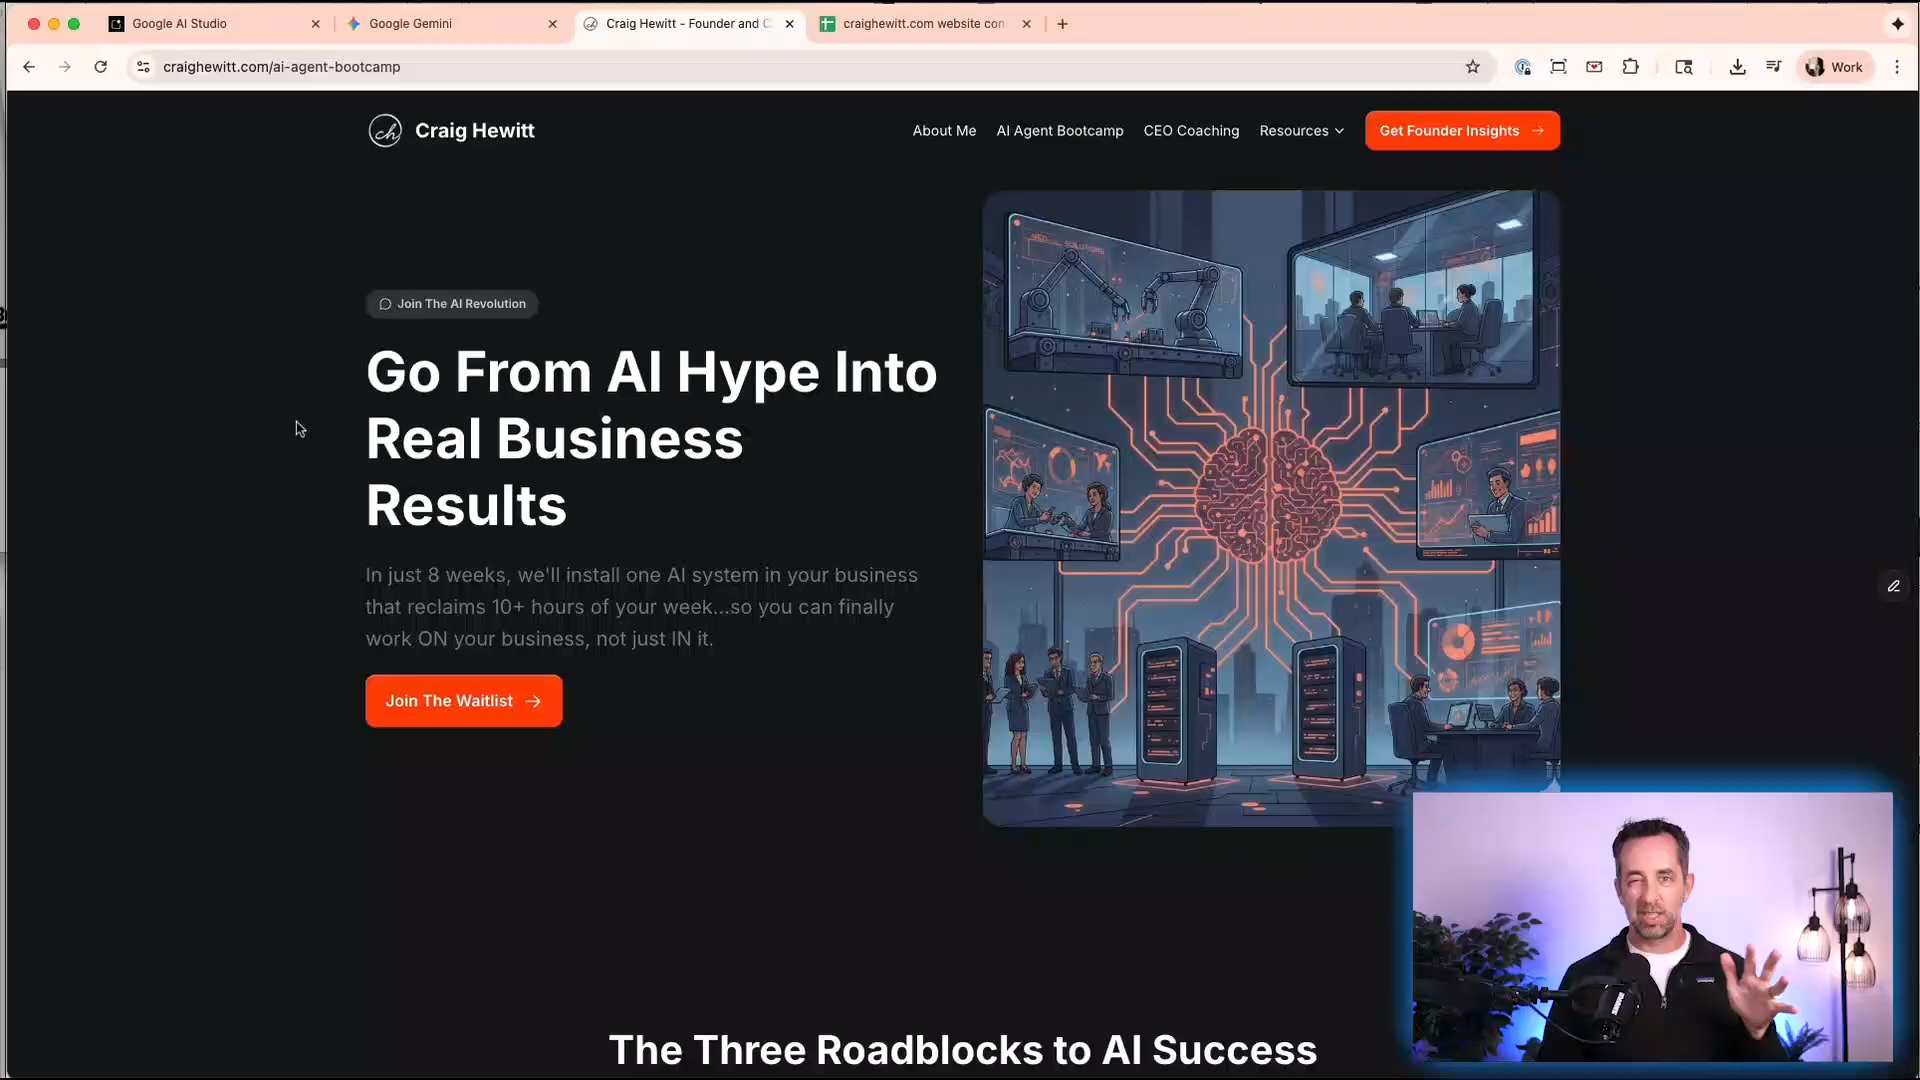 Google AI Studio
Google Gemini
Craig Hewitt - Founder and C
craighewitt.com website con
craighewitt.com/ai-agent-bootcamp
Work
ch
Craig Hewitt
About Me
AI Agent Bootcamp
CEO Coaching
Resources
Get Founder Insights
Join The AI Revolution
Go From AI Hype Into
Real Business
Results
In just 8 weeks, we'll install one AI system in your business
that reclaims 10+ hours of your week...so you can finally
work ON your business, not just IN it.
Join The Waitlist
The Three Roadblocks to AI Success